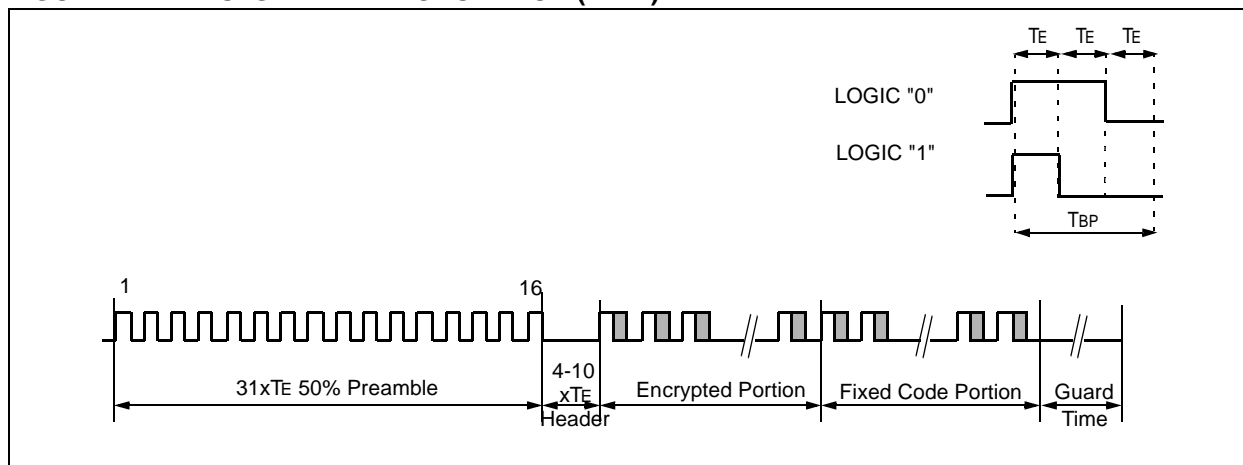 TE TE TE
LOGIC "0"
LOGIC "1"
TBP
1
16
31xTE 50% Preamble
4-10
xTE
Header
Encrypted Portion
Fixed Code Portion
Guard
Time